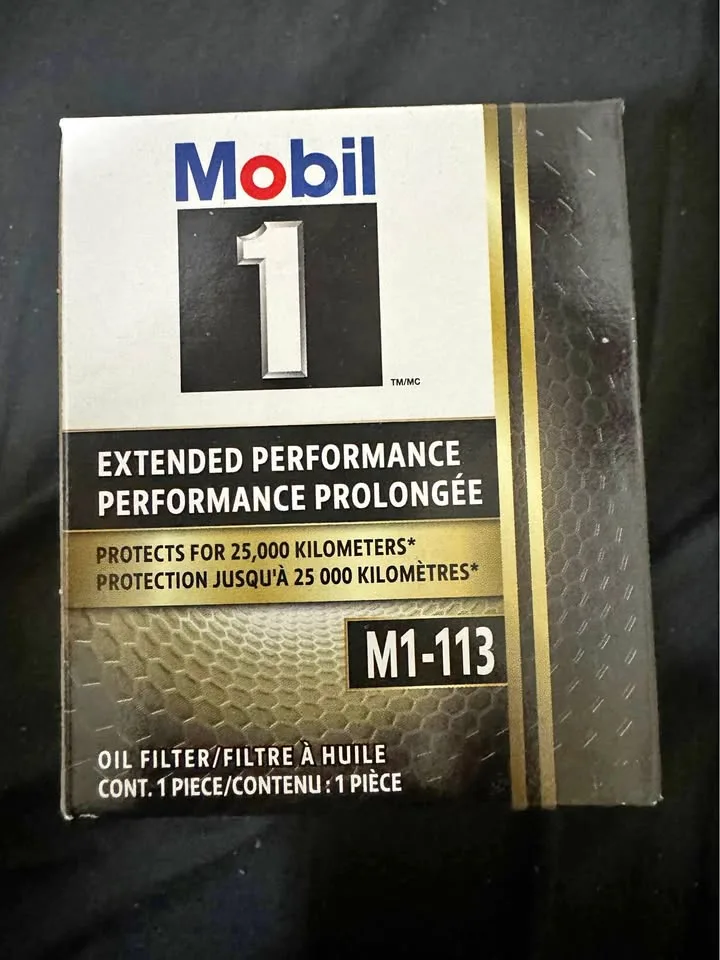 Mobil
1
TM/MC
EXTENDED PERFORMANCE
PERFORMANCE PROLONGÉE
PROTECTS FOR 25,000 KILOMETERS*
PROTECTION JUSQU'À 25 000 KILOMÈTRES*
M1-113
OIL FILTER/FILTRE À HUILE
CONT. 1 PIECE/CONTENU : 1 PIÈCE